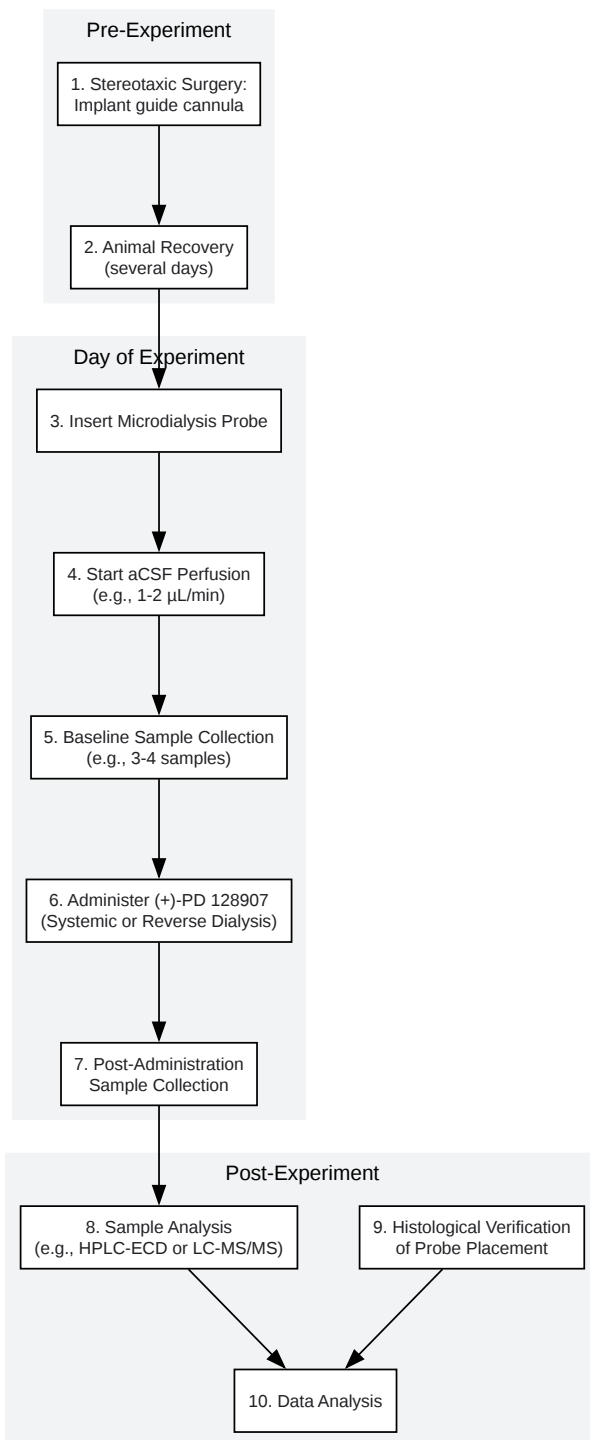 Pre-Experiment
1. Stereotaxic Surgery:
Implant guide cannula
2. Animal Recovery
(several days)
Day of Experiment
3. Insert Microdialysis Probe
4. Start aCSF Perfusion
(e.g., 1-2 µL/min)
5. Baseline Sample Collection
(e.g., 3-4 samples)
6. Administer (+)-PD 128907
(Systemic or Reverse Dialysis)
7. Post-Administration
Sample Collection
Post-Experiment
8. Sample Analysis
(e.g., HPLC-ECD or LC-MS/MS)
9. Histological Verification
of Probe Placement
10. Data Analysis